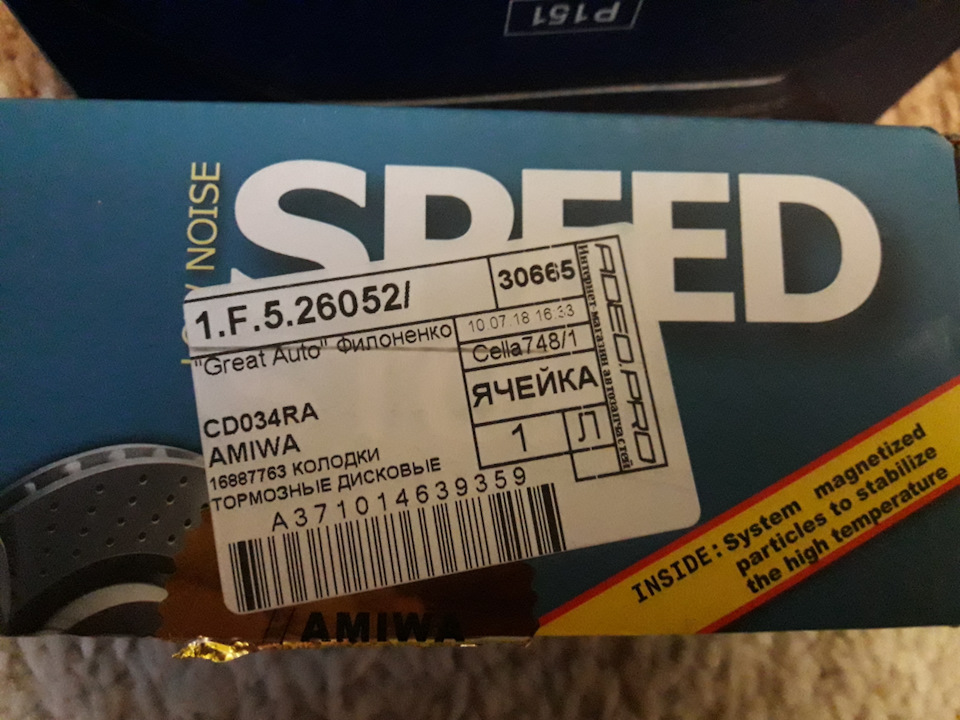 P151
NOISE
SPEED
1.F.5.26052/
30665
"Great Auto" Филоненко
10.07.18 16:33
Cella748/1
ЯЧЕЙКА
1
Л
ADEO.PRO
Интернет-магазин автозапчастей
CD034RA
AMIWA
16887763 КОЛОДКИ
ТОРМОЗНЫЕ ДИСКОВЫЕ
A371014639359
INSIDE: System magnetized
particles to stabilize
the high temperature
AMIWA